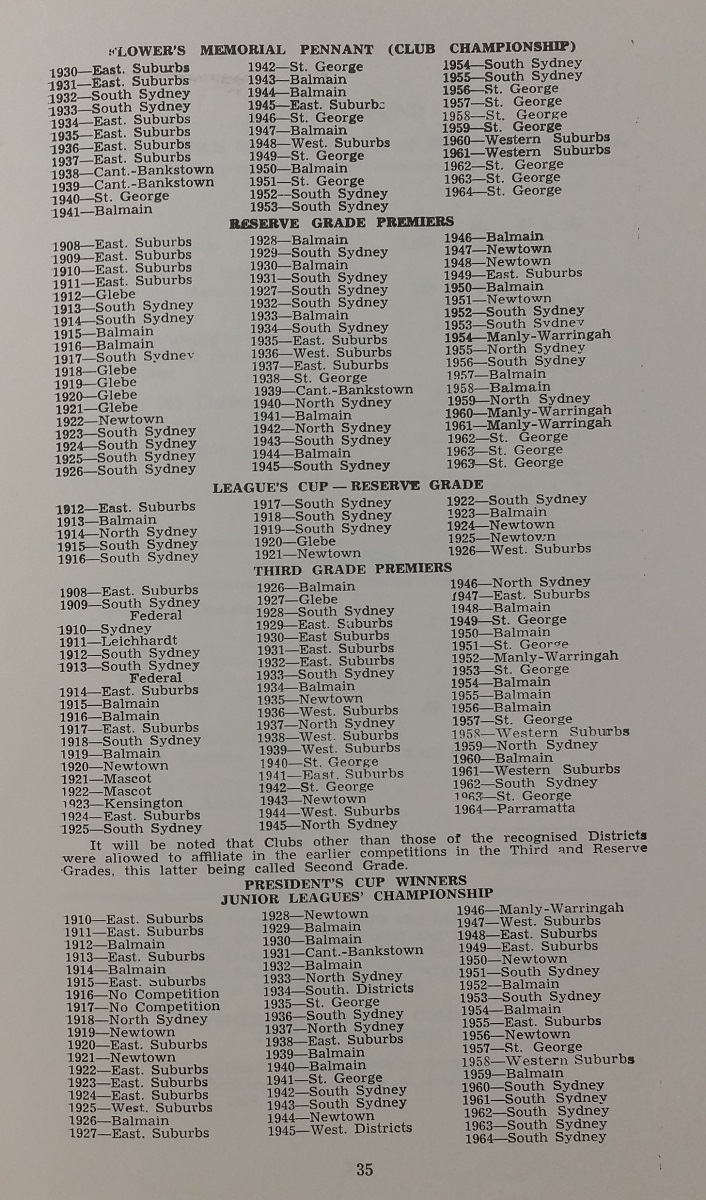 FLOWER'S MEMORIAL PENNANT (CLUB CHAMPIONSHIP)
1930—East. Suburbs
1931—East. Suburbs
1932—South Sydney
1933—South Sydney
1934—East. Suburbs
1935—East. Suburbs
1936—East. Suburbs
1937—East. Suburbs
1938—Cant.-Bankstown
1939—Cant.-Bankstown
1940—St. George
1941—Balmain
1942—St. George
1943—Balmain
1944—Balmain
1945—East. Suburbs
1946—St. George
1947—Balmain
1948—West. Suburbs
1949—St. George
1950—Balmain
1951—St. George
1952—South Sydney
1953—South Sydney
1954—South Sydney
1955—South Sydney
1956—St. George
1957—St. George
1958—St. George
1959—St. George
1960—Western Suburbs
1961—Western Suburbs
1962—St. George
1963—St. George
1964—St. George
RESERVE GRADE PREMIERS
1908—East. Suburbs
1909—East. Suburbs
1910—East. Suburbs
1911—East. Suburbs
1912—Glebe
1913—South Sydney
1914—South Sydney
1915—Balmain
1916—Balmain
1917—South Sydney
1918—Glebe
1919—Glebe
1920—Glebe
1921—Glebe
1922—Newtown
1923—South Sydney
1924—South Sydney
1925—South Sydney
1926—South Sydney
1928—Balmain
1929—South Sydney
1930—Balmain
1931—South Sydney
1927—South Sydney
1932—South Sydney
1933—Balmain
1934—South Sydney
1935—East. Suburbs
1936—West. Suburbs
1937—East. Suburbs
1938—St. George
1939—Cant.-Bankstown
1940—North Sydney
1941—Balmain
1942—North Sydney
1943—South Sydney
1944—Balmain
1945—South Sydney
1946—Balmain
1947—Newtown
1948—Newtown
1949—East. Suburbs
1950—Balmain
1951—Newtown
1952—South Sydney
1953—South Sydney
1954—Manly-Warringah
1955—North Sydney
1956—South Sydney
1957—Balmain
1958—Balmain
1959—North Sydney
1960—Manly-Warringah
1961—Manly-Warringah
1962—St. George
1963—St. George
1963—St. George
LEAGUE'S CUP — RESERVE GRADE
1912—East. Suburbs
1913—Balmain
1914—North Sydney
1915—South Sydney
1916—South Sydney
1917—South Sydney
1918—South Sydney
1919—South Sydney
1920—Glebe
1921—Newtown
1922—South Sydney
1923—Balmain
1924—Newtown
1925—Newtown
1926—West. Suburbs
THIRD GRADE PREMIERS
1908—East. Suburbs
1909—South Sydney
Federal
1910—Sydney
1911—Leichhardt
1912—South Sydney
1913—South Sydney
Federal
1914—East. Suburbs
1915—Balmain
1916—Balmain
1917—East. Suburbs
1918—South Sydney
1919—Balmain
1920—Newtown
1921—Mascot
1922—Mascot
1923—Kensington
1924—East. Suburbs
1925—South Sydney
1926—Balmain
1927—Glebe
1928—South Sydney
1929—East. Suburbs
1930—East Suburbs
1931—East. Suburbs
1932—East. Suburbs
1933—South Sydney
1934—Balmain
1935—Newtown
1936—West. Suburbs
1937—North Sydney
1938—West. Suburbs
1939—West. Suburbs
1940—St. George
1941—East. Suburbs
1942—St. George
1943—Newtown
1944—West. Suburbs
1945—North Sydney
1946—North Sydney
1947—East. Suburbs
1948—Balmain
1949—St. George
1950—Balmain
1951—St. George
1952—Manly-Warringah
1953—St. George
1954—Balmain
1955—Balmain
1956—Balmain
1957—St. George
1958—Western Suburbs
1959—North Sydney
1960—Balmain
1961—Western Suburbs
1962—South Sydney
1963—St. George
1964—Parramatta
It will be noted that Clubs other than those of the recognised Districts
were allowed to affiliate in the earlier competitions in the Third and Reserve
Grades, this latter being called Second Grade.
PRESIDENT'S CUP WINNERS
JUNIOR LEAGUES' CHAMPIONSHIP
1910—East. Suburbs
1911—East. Suburbs
1912—Balmain
1913—East. Suburbs
1914—Balmain
1915—East. Suburbs
1916—No Competition
1917—No Competition
1918—North Sydney
1919—Newtown
1920—East. Suburbs
1921—Newtown
1922—East. Suburbs
1923—East. Suburbs
1924—East. Suburbs
1925—West. Suburbs
1926—Balmain
1927—East. Suburbs
1928—Newtown
1929—Balmain
1930—Balmain
1931—Cant.-Bankstown
1932—Balmain
1933—North Sydney
1934—South. Districts
1935—St. George
1936—South Sydney
1937—North Sydney
1938—East. Suburbs
1939—Balmain
1940—Balmain
1941—St. George
1942—South Sydney
1943—South Sydney
1944—Newtown
1945—West. Districts
1946—Manly-Warringah
1947—West. Suburbs
1948—East. Suburbs
1949—East. Suburbs
1950—Newtown
1951—South Sydney
1952—Balmain
1953—South Sydney
1954—Balmain
1955—East. Suburbs
1956—Newtown
1957—St. George
1958—Western Suburbs
1959—Balmain
1960—South Sydney
1961—South Sydney
1962—South Sydney
1963—South Sydney
1964—South Sydney
35